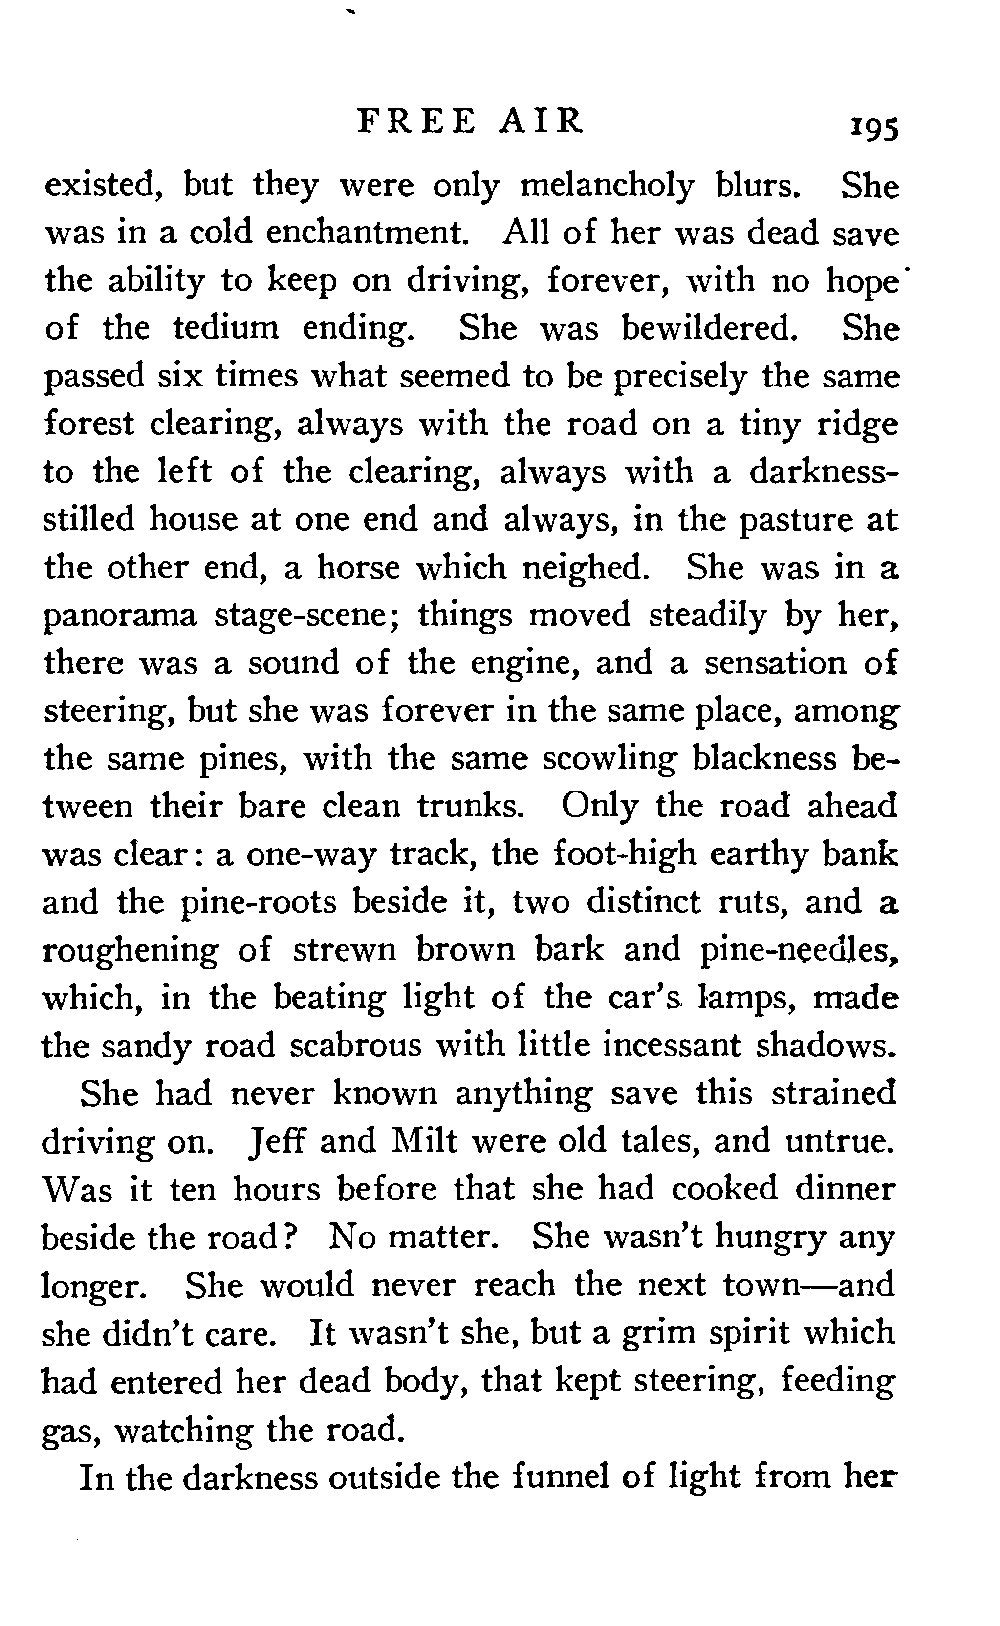 FREE AIR 195
existed, but they were only melancholy blurs. She
was in a cold enchantment. All of her was dead save
the ability to keep on driving, forever, with no hope
of the tedium ending. She was bewildered. She
passed six times what seemed to be precisely the same
forest clearing, always with the road on a tiny ridge
to the left of the clearing, always with a darkness-
stilled house at one end and always, in the pasture at
the other end, a horse which neighed. She was in a
panorama stage-scene; things moved steadily by her,
there was a sound of the engine, and a sensation of
steering, but she was forever in the same place, among
the same pines, with the same scowling blackness be-
tween their bare clean trunks. Only the road ahead
was clear: a one-way track, the foot-high earthy bank
and the pine-roots beside it, two distinct ruts, and a
roughening of strewn brown bark and pine-needles,
which, in the beating light of the car's lamps, made
the sandy road scabrous with little incessant shadows.
She had never known anything save this strained
driving on. Jeff and Milt were old tales, and untrue.
Was it ten hours before that she had cooked dinner
beside the road? No matter. She wasn't hungry any
longer. She would never reach the next town—and
she didn't care. It wasn't she, but a grim spirit which
had entered her dead body, that kept steering, feeding
gas, watching the road.
In the darkness outside the funnel of light from her